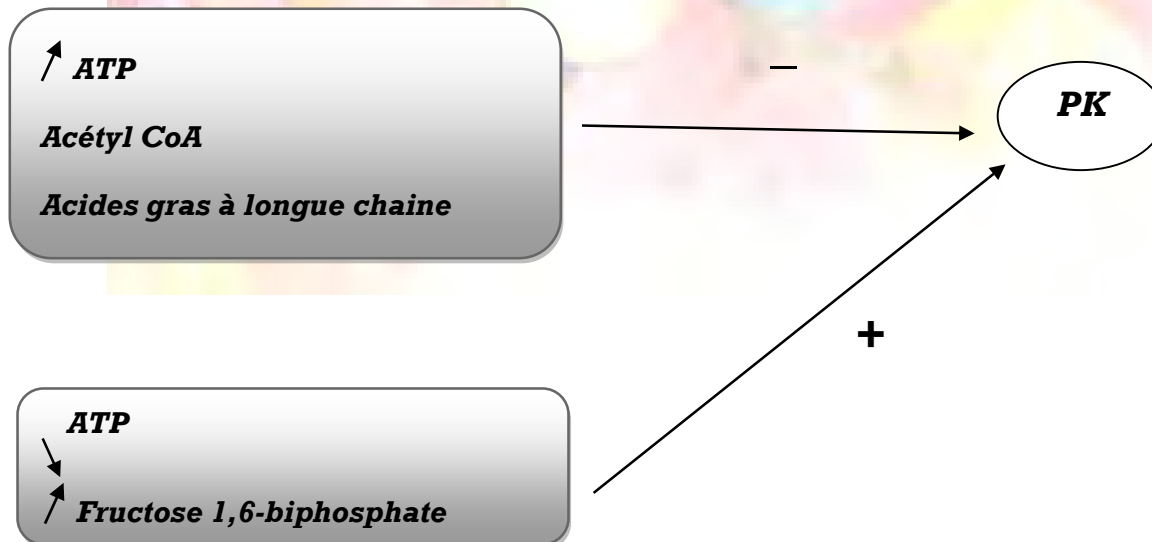 ATP
Acétyl CoA
Acides gras à longue chaine
_
PK
+
ATP
Fructose 1,6-biphosphate